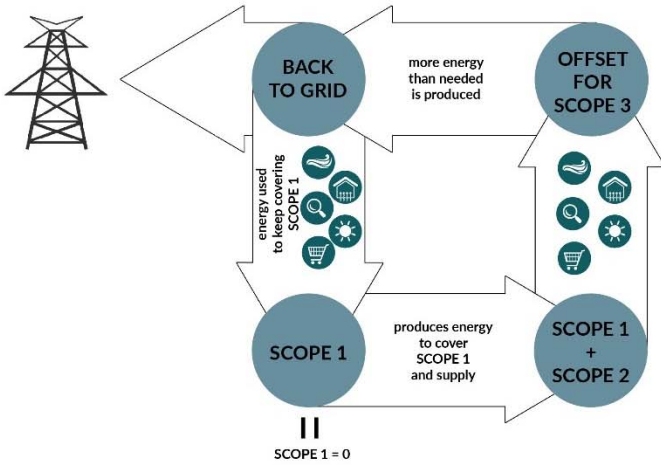 BACK
TO GRID
more energy
than needed
is produced
OFFSET
FOR
SCOPE 3
energy used
to keep covering
SCOPE 1
SCOPE 1
produces energy
to cover
SCOPE 1
and supply
SCOPE 1
+
SCOPE 2
SCOPE 1 = 0